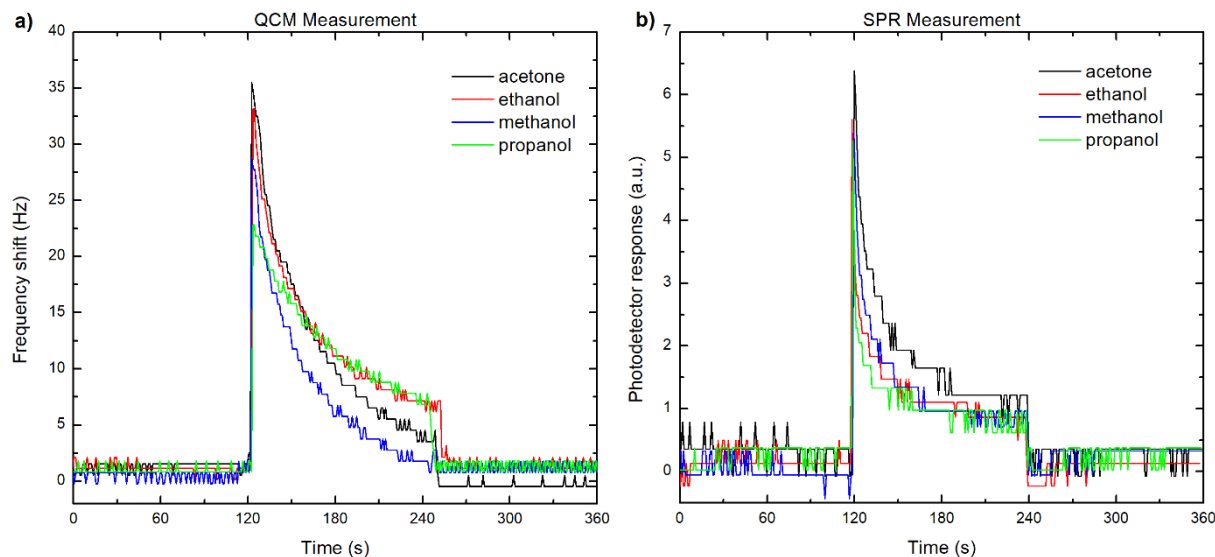 a)
QCM Measurement
40
35
30
25
20
15
10
5
0
Frequency shift (Hz)
acetone
ethanol
methanol
propanol
0 60 120 180 240 300 360
Time (s)
b)
SPR Measurement
7
6
5
4
3
2
1
0
Photodetector response (a.u.)
acetone
ethanol
methanol
propanol
0 60 120 180 240 300 360
Time (s)